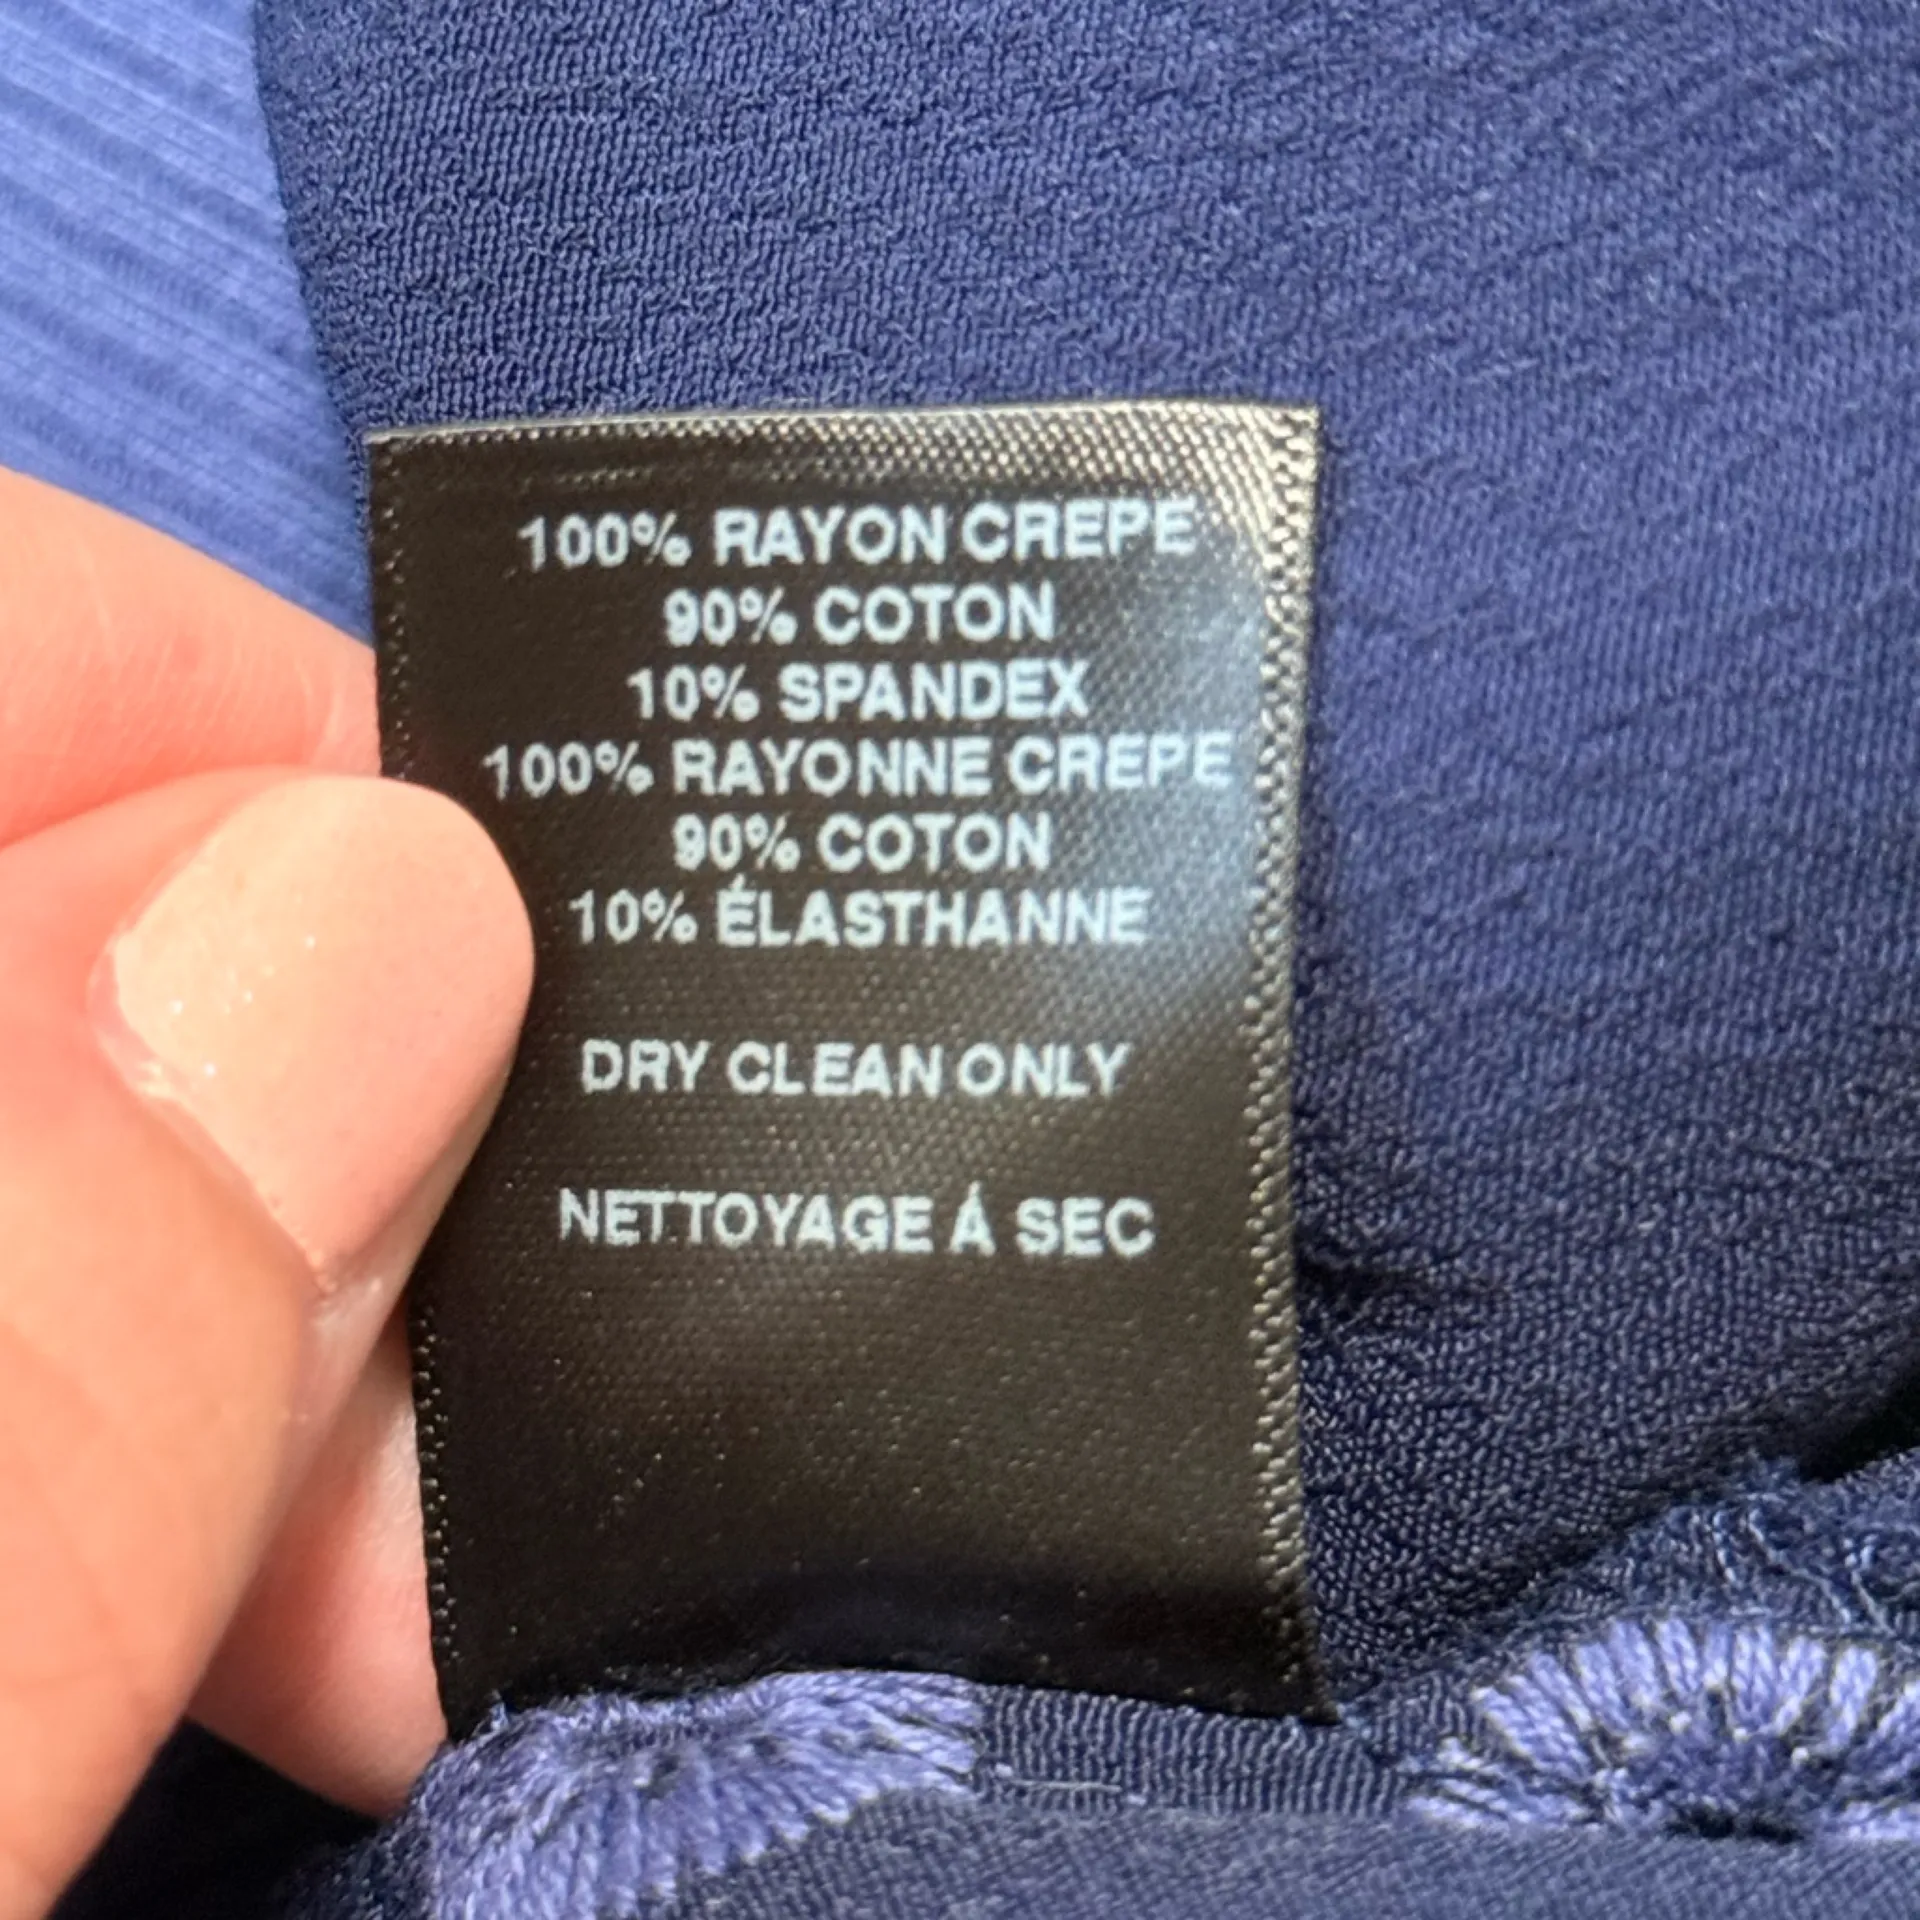 100% RAYON CREPE
90% COTON
10% SPANDEX
100% RAYONNE CREPE
90% COTON
10% ÉLASTHANNE
DRY CLEAN ONLY
NETTOYAGE Á SEC